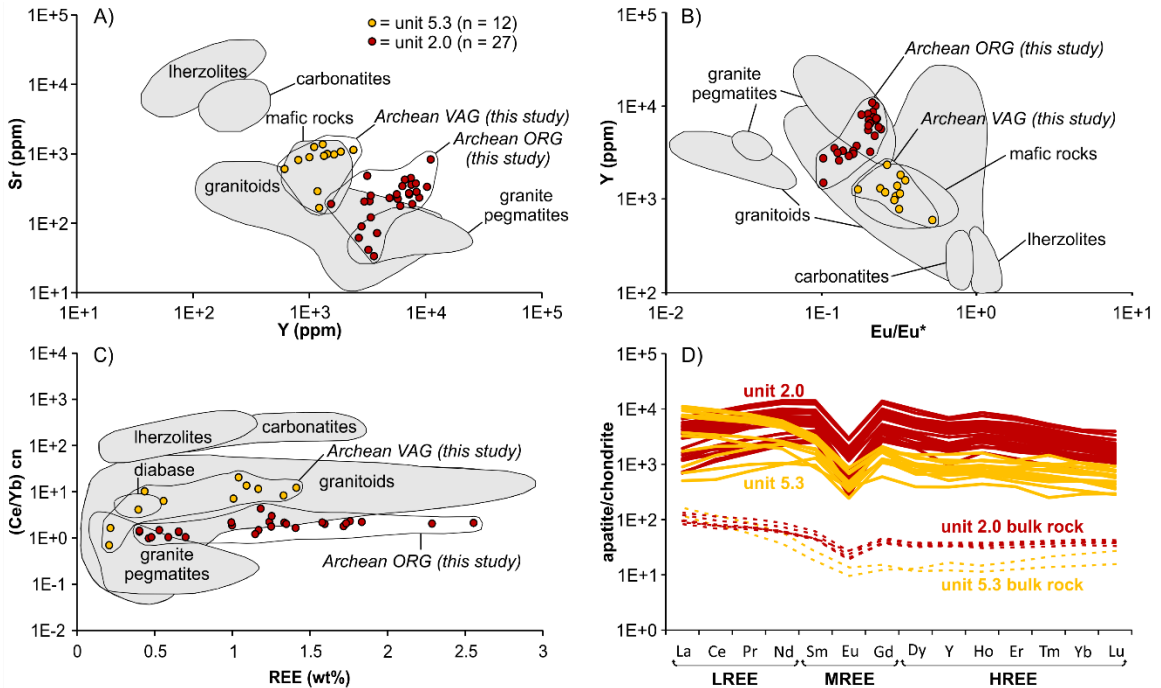 A)
= unit 5.3 (n = 12)
= unit 2.0 (n = 27)
1E+5
1E+4
1E+3
1E+2
1E+1
Sr (ppm)
lherzolites
carbonatites
mafic rocks
Archean VAG (this study)
Archean ORG
(this study)
granitoids
granite
pegmatites
1E+1 1E+2 1E+3 1E+4 1E+5
Y (ppm)
B)
1E+5
1E+4
1E+3
1E+2
Y (ppm)
Archean ORG (this study)
granite
pegmatites
Archean VAG (this study)
mafic rocks
granitoids
lherzolites
carbonatites
1E-2 1E-1 1E+0 1E+1
Eu/Eu*
C)
1E+4
1E+3
1E+2
1E+1
1E+0
1E-1
1E-2
(Ce/Yb) cn
lherzolites
carbonatites
Archean VAG (this study)
diabase
granitoids
granite
pegmatites
Archean ORG (this study)
0 0.5 1 1.5 2 2.5 3
REE (wt%)
D)
1E+5
1E+4
1E+3
1E+2
1E+1
1E+0
apatite/chondrite
unit 2.0
unit 5.3
unit 2.0 bulk rock
unit 5.3 bulk rock
La Ce Pr Nd Sm Eu Gd Dy Y Ho Er Tm Yb Lu
LREE MREE HREE